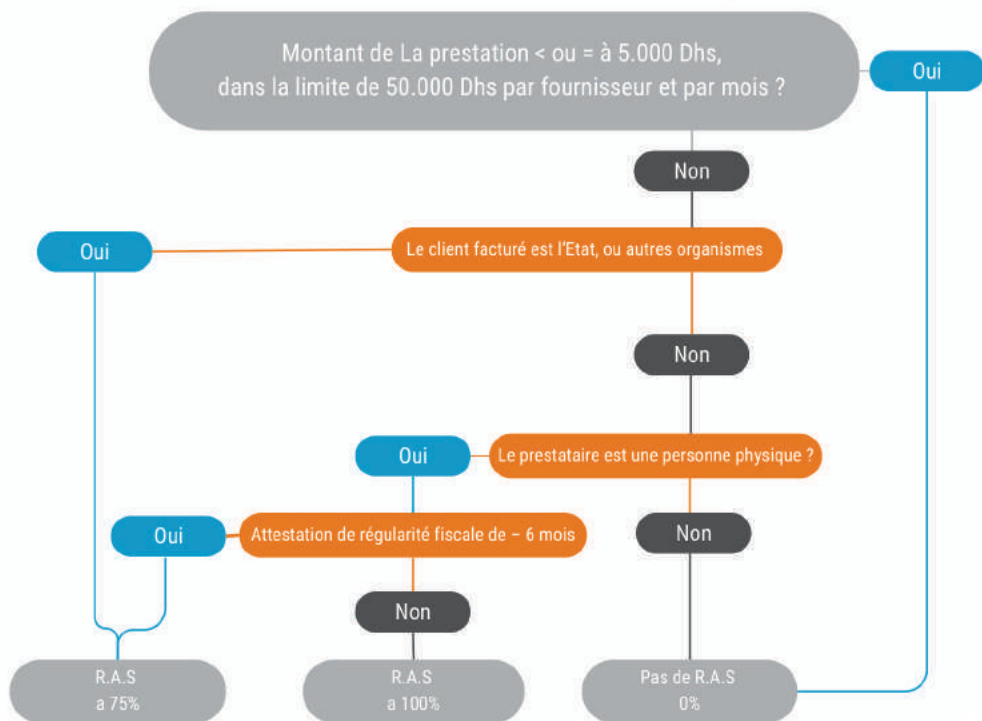 Montant de La prestation < ou = à 5.000 Dhs,
dans la limite de 50.000 Dhs par fournisseur et par mois ?
Oui
Non
Oui
Le client facturé est l'Etat, ou autres organismes
Non
Oui
Le prestataire est une personne physique ?
Oui
Attestation de régularité fiscale de – 6 mois
Non
Non
R.A.S
a 75%
R.A.S
a 100%
Pas de R.A.S
0%